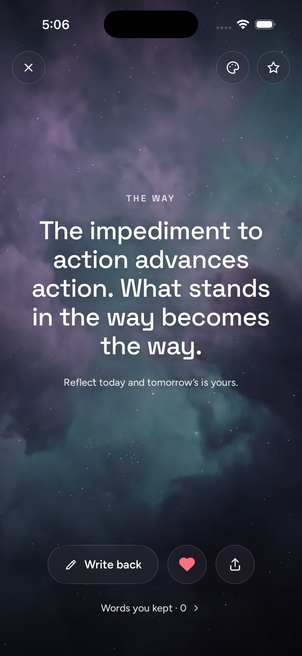 5:06
THE WAY
The impediment to
action advances
action. What stands
in the way becomes
the way.
Reflect today and tomorrow's is yours.
Write back
Words you kept · 0